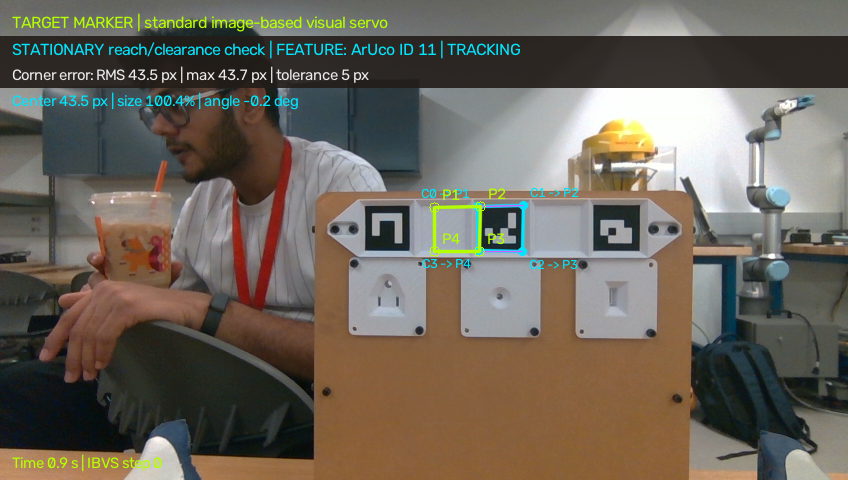 TARGET MARKER | standard image-based visual servo
STATIONARY reach/clearance check | FEATURE: ArUco ID 11 | TRACKING
Corner error: RMS 43.5 px | max 43.7 px | tolerance 5 px
Center 43.5 px | size 100.4% | angle -0.2 deg
C0 -> P1 P1 P2 C1 -> P2
P4 P3
C3 -> P4 C2 -> P3
Time 0.9 s | IBVS step 0